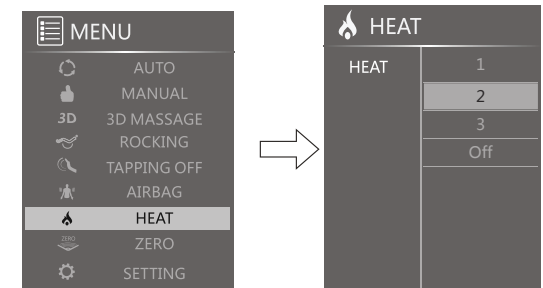 MENU
AUTO
MANUAL
3D 3D MASSAGE
ROCKING
TAPPING OFF
AIRBAG
HEAT
ZERO ZERO
SETTING
HEAT
HEAT 1
2
3
Off